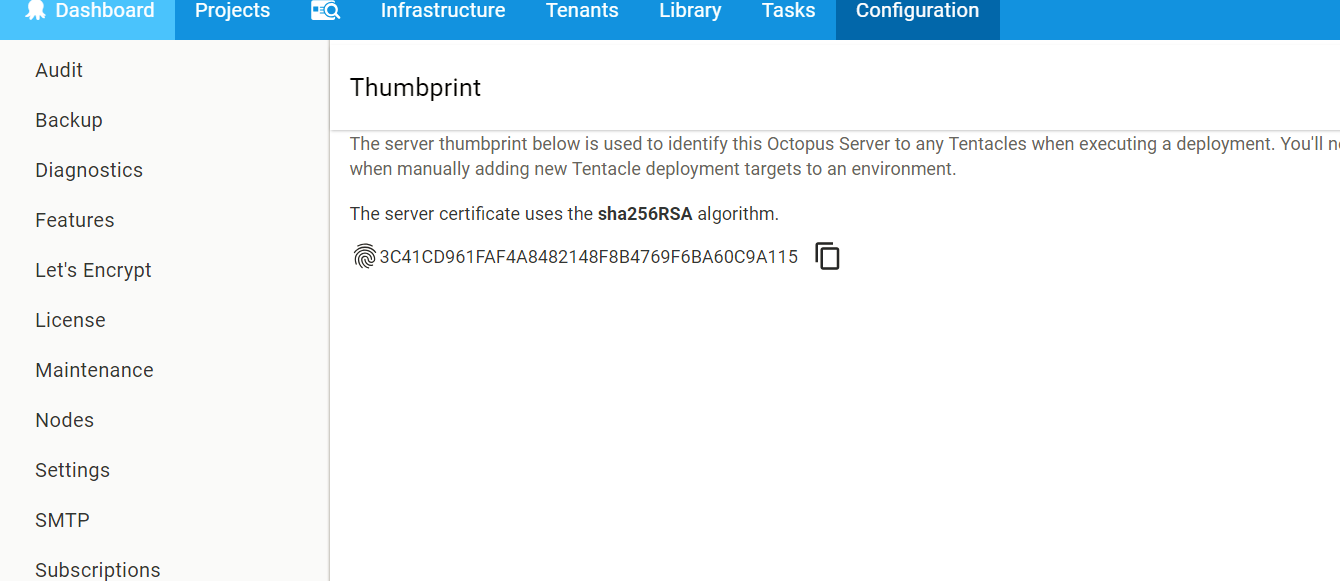 Dashboard Projects Infrastructure Tenants Library Tasks Configuration
Audit
Backup
Diagnostics
Features
Let's Encrypt
License
Maintenance
Nodes
Settings
SMTP
Subscriptions
Thumbprint
The server thumbprint below is used to identify this Octopus Server to any Tentacles when executing a deployment. You'll
when manually adding new Tentacle deployment targets to an environment.
The server certificate uses the sha256RSA algorithm.
3C41CD961FAF4A8482148F8B4769F6BA60C9A115